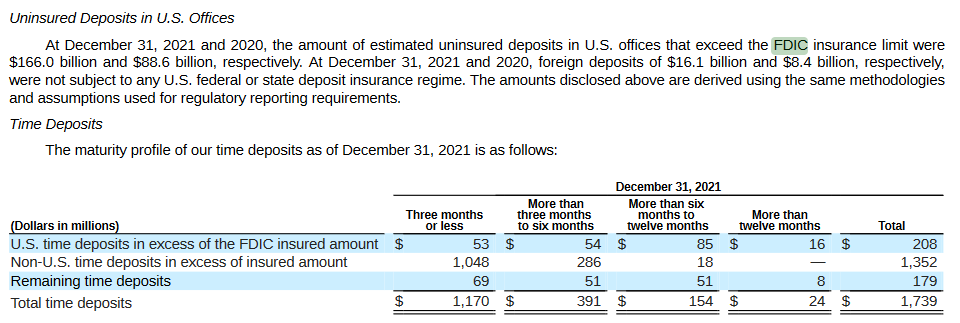 Uninsured Deposits in U.S. Offices
At December 31, 2021 and 2020, the amount of estimated uninsured deposits in U.S. offices that exceed the FDIC insurance limit were
$166.0 billion and $88.6 billion, respectively. At December 31, 2021 and 2020, foreign deposits of $16.1 billion and $8.4 billion, respectively,
were not subject to any U.S. federal or state deposit insurance regime. The amounts disclosed above are derived using the same methodologies
and assumptions used for regulatory reporting requirements.
Time Deposits
The maturity profile of our time deposits as of December 31, 2021 is as follows:
December 31, 2021
(Dollars in millions) Three months or less More than three months to six months More than six months to twelve months More than twelve months Total
U.S. time deposits in excess of the FDIC insured amount $ 53 $ 54 $ 85 $ 16 $ 208
Non-U.S. time deposits in excess of insured amount 1,048 286 18 — 1,352
Remaining time deposits 69 51 51 8 179
Total time deposits $ 1,170 $ 391 $ 154 $ 24 $ 1,739